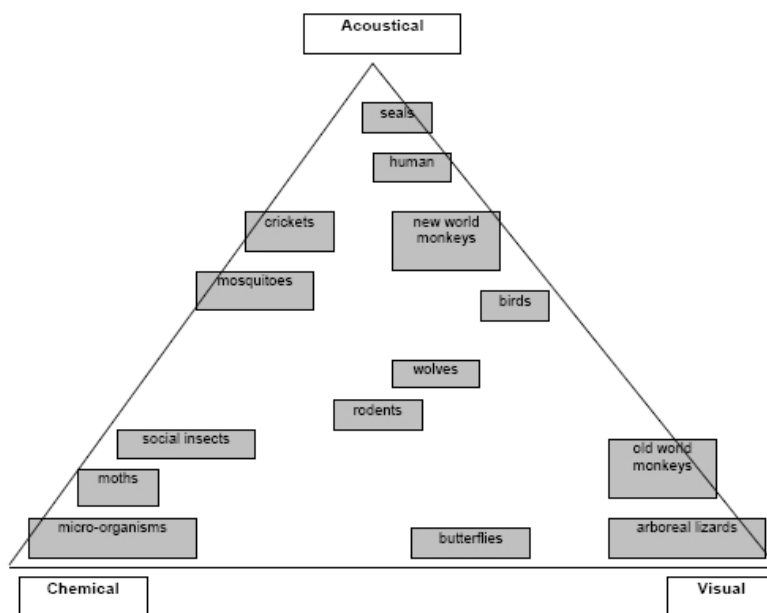 Acoustical
seals
human
crickets
new world
monkeys
mosquitoes
birds
wolves
rodents
social insects
old world
monkeys
moths
micro-organisms
butterflies
arboreal lizards
Chemical
Visual